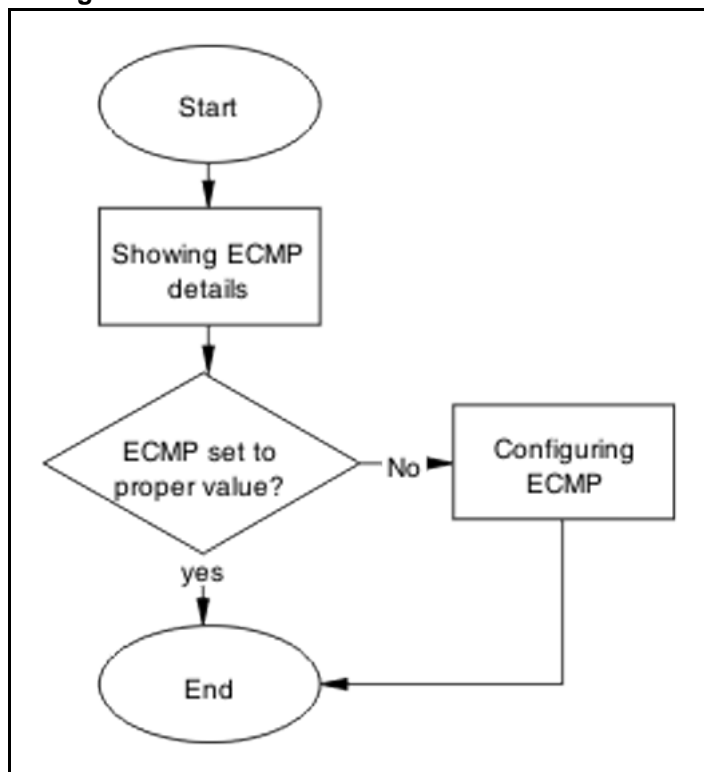 Start
Showing ECMP
details
ECMP set to
proper value?
No
Configuring
ECMP
yes
End